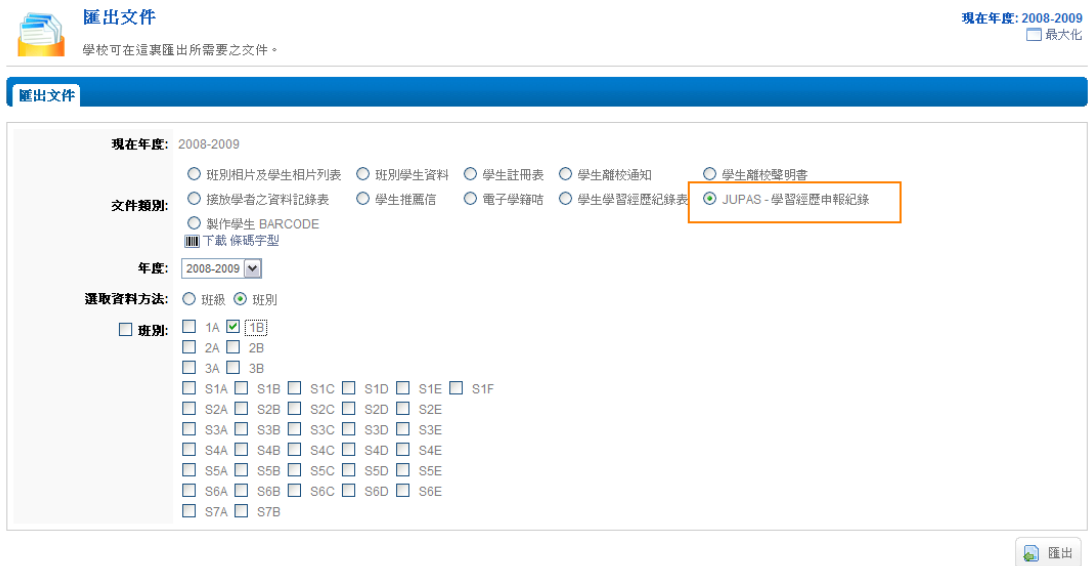 匯出文件
現在年度: 2008-2009
最大化
學校可在這裏匯出所需要之文件。
匯出文件
現在年度: 2008-2009
文件類別:
班別相片及學生相片列表 班別學生資料 學生註冊表 學生離校通知 學生離校聲明書
接放學者之資料記錄表 學生推薦信 電子學籍咭 學生學習經歷紀錄表 JUPAS - 學習經歷申報紀錄
製作學生 BARCODE
下載 條碼字型
年度: 2008-2009
選取資料方法: 班級 班別
班別: 1A 1B
2A 2B
3A 3B
S1A S1B S1C S1D S1E S1F
S2A S2B S2C S2D S2E
S3A S3B S3C S3D S3E
S4A S4B S4C S4D S4E
S5A S5B S5C S5D S5E
S6A S6B S6C S6D S6E
S7A S7B
匯出